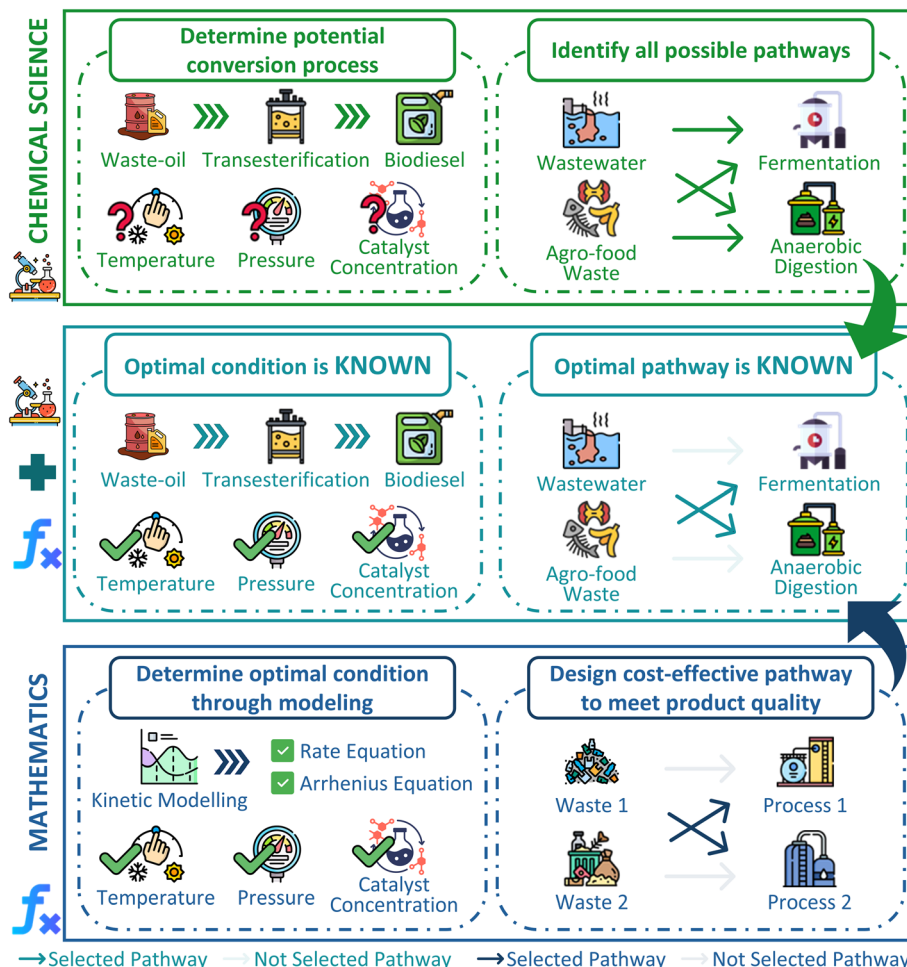 CHEMICAL SCIENCE
Determine potential
conversion process
Waste-oil
Transesterification
Biodiesel
?
?
?
Temperature
Pressure
Catalyst
Concentration
Identify all possible pathways
Wastewater
Fermentation
Agro-food
Waste
Anaerobic
Digestion
fx
Optimal condition is KNOWN
Waste-oil
Transesterification
Biodiesel
Temperature
Pressure
Catalyst
Concentration
Optimal pathway is KNOWN
Wastewater
Fermentation
Agro-food
Waste
Anaerobic
Digestion
MATHEMATICS
fx
Determine optimal condition
through modeling
Kinetic Modelling
Rate Equation
Arrhenius Equation
Temperature
Pressure
Catalyst
Concentration
Design cost-effective pathway
to meet product quality
Waste 1
Process 1
Waste 2
Process 2
Selected Pathway
Not Selected Pathway
Selected Pathway
Not Selected Pathway